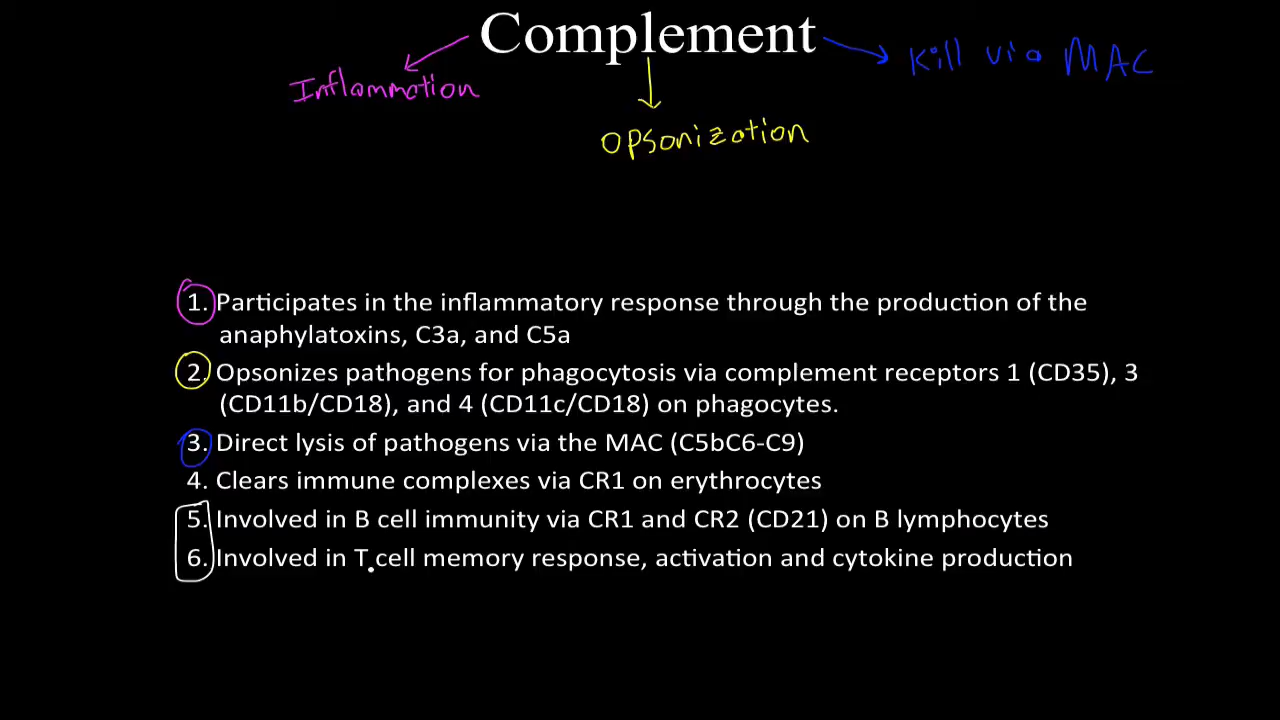 Complement
Inflammation
Kill via MAC
Opsonization
1. Participates in the inflammatory response through the production of the
anaphylatoxins, C3a, and C5a
2. Opsonizes pathogens for phagocytosis via complement receptors 1 (CD35), 3
(CD11b/CD18), and 4 (CD11c/CD18) on phagocytes.
3. Direct lysis of pathogens via the MAC (C5bC6-C9)
4. Clears immune complexes via CR1 on erythrocytes
5. Involved in B cell immunity via CR1 and CR2 (CD21) on B lymphocytes
6. Involved in T cell memory response, activation and cytokine production